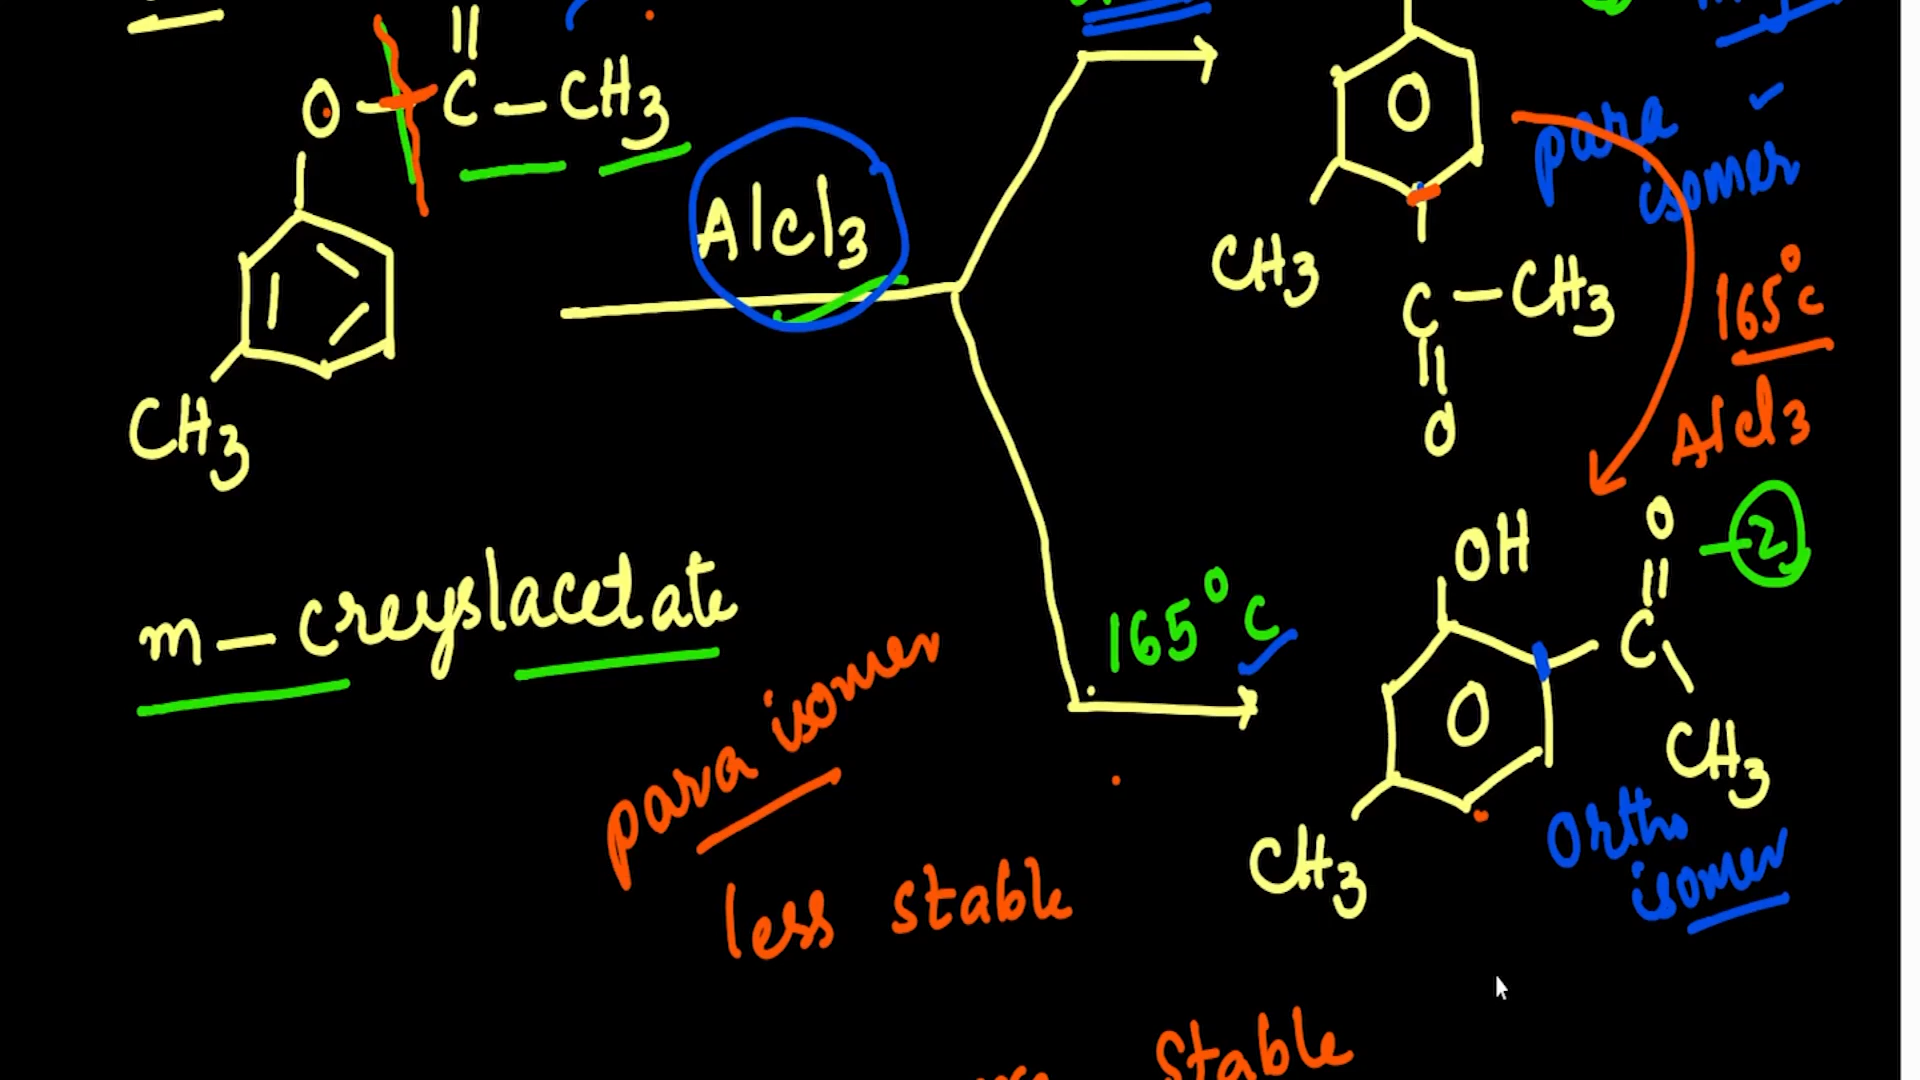 O – C – CH3
AlCl3
CH3
m – creyslacetate
O
CH3
C – CH3
O
para
isomer
165°c
AlCl3
165°c
OH
O
2
C
O
CH3
CH3
Ortho
isomer
para isomer
less stable
stable